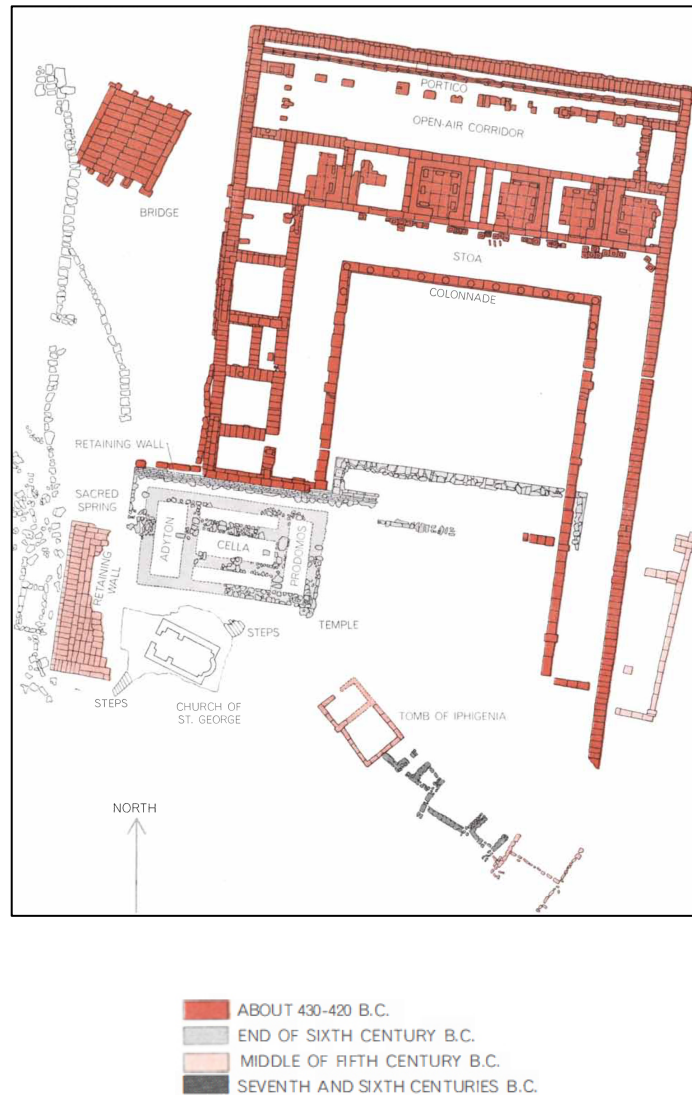 PORTICO
OPEN-AIR CORRIDOR
BRIDGE
STOA
COLONNADE
RETAINING WALL
SACRED
SPRING
RETAINING
WALL
ADYTON
CELLA
PRODOMOS
STEPS
TEMPLE
STEPS
CHURCH OF
ST. GEORGE
TOMB OF IPHIGENIA
NORTH
ABOUT 430-420 B.C.
END OF SIXTH CENTURY B.C.
MIDDLE OF FIFTH CENTURY B.C.
SEVENTH AND SIXTH CENTURIES B.C.